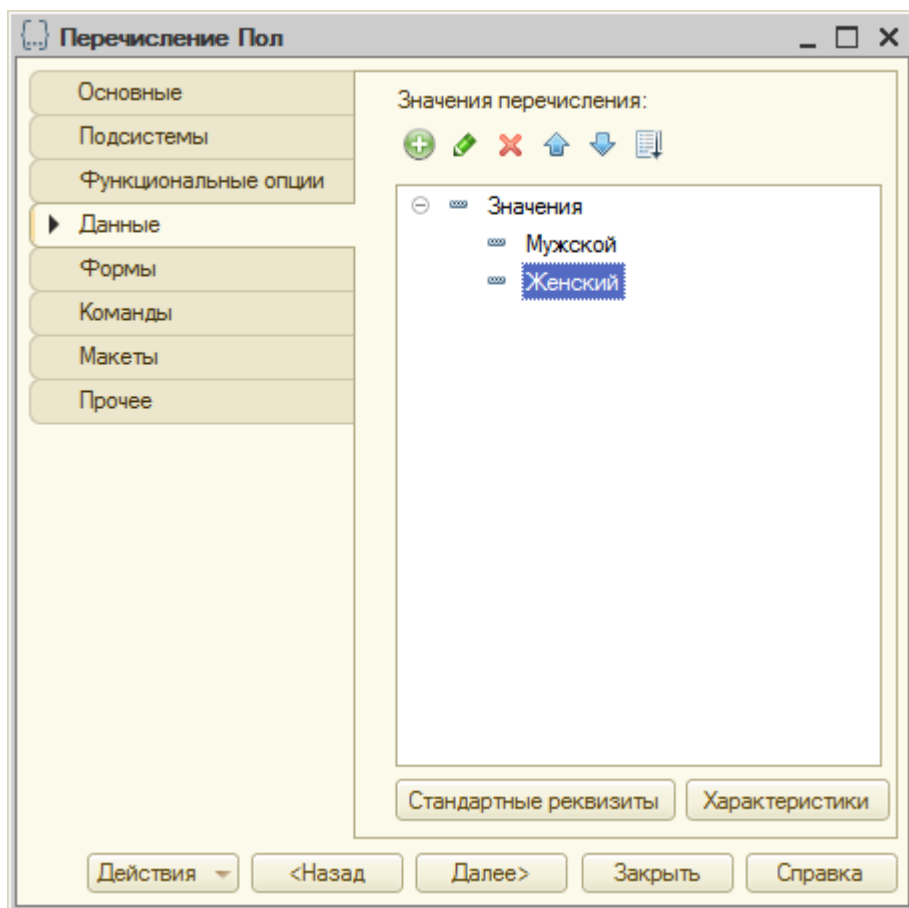 Перечисление Пол
Основные
Подсистемы
Функциональные опции
Данные
Формы
Команды
Макеты
Прочее
Значения перечисления:
Значения
Мужской
Женский
Стандартные реквизиты
Характеристики
Действия
<Назад
Далее>
Закрыть
Справка